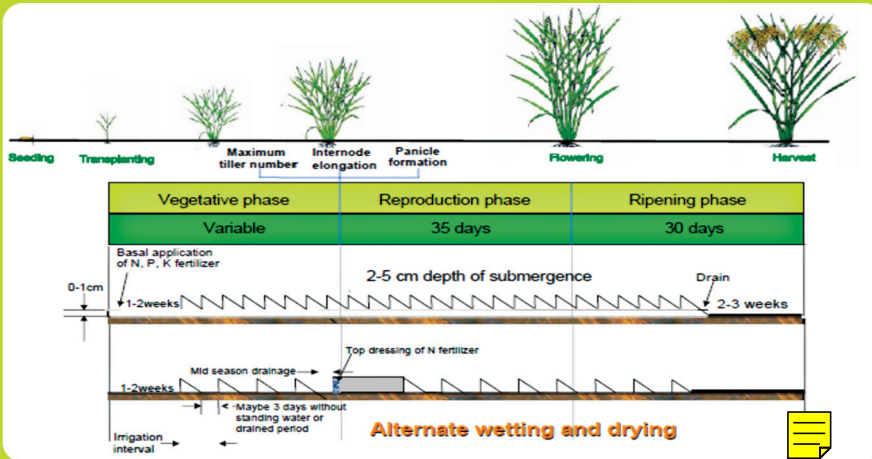 Seeding
Transplanting
Maximum
tiller number
Internode
elongation
Panicle
formation
Flowering
Harvest
Vegetative phase
Reproduction phase
Ripening phase
Variable
35 days
30 days
Basal application
of N, P, K fertilizer
0-1cm
1-2weeks
2-5 cm depth of submergence
Drain
2-3 weeks
Top dressing of N fertilizer
Mid season drainage
1-2weeks
Maybe 3 days without
standing water or
drained period
Irrigation
interval
Alternate wetting and drying